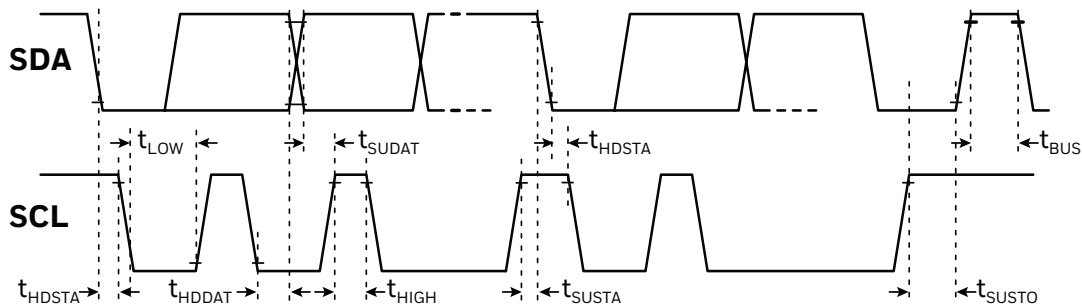 SDA
tLOW
tSUDAT
tHDSTA
tBUS
SCL
tHDSTA
tHDDAT
tHIGH
tSUSTA
tSUSTO